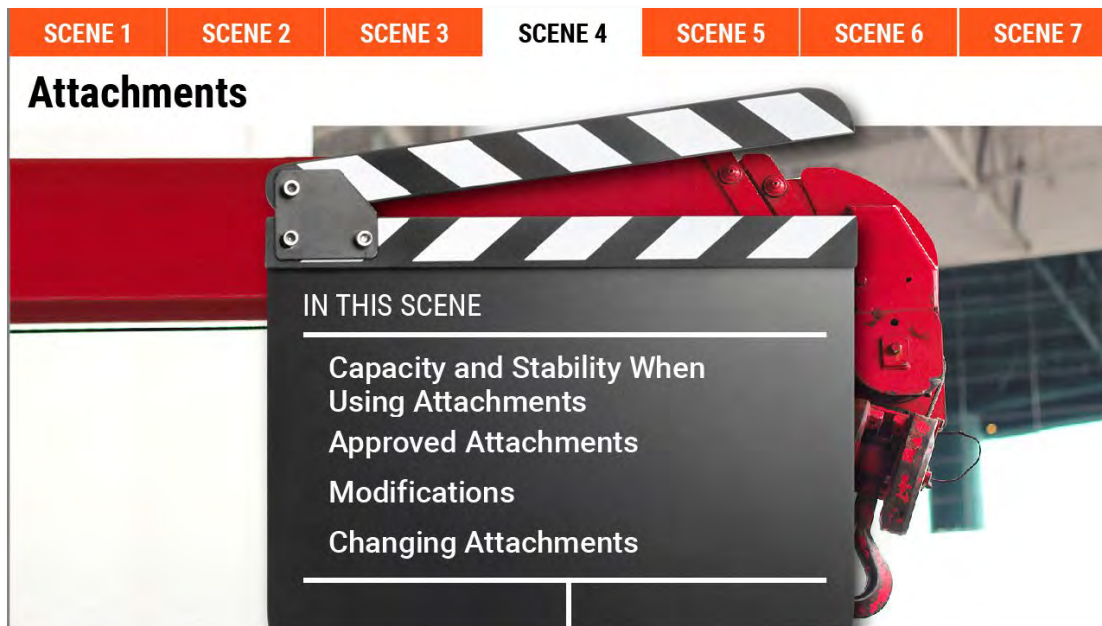 SCENE 1
SCENE 2
SCENE 3
SCENE 4
SCENE 5
SCENE 6
SCENE 7
Attachments
IN THIS SCENE
Capacity and Stability When
Using Attachments
Approved Attachments
Modifications
Changing Attachments